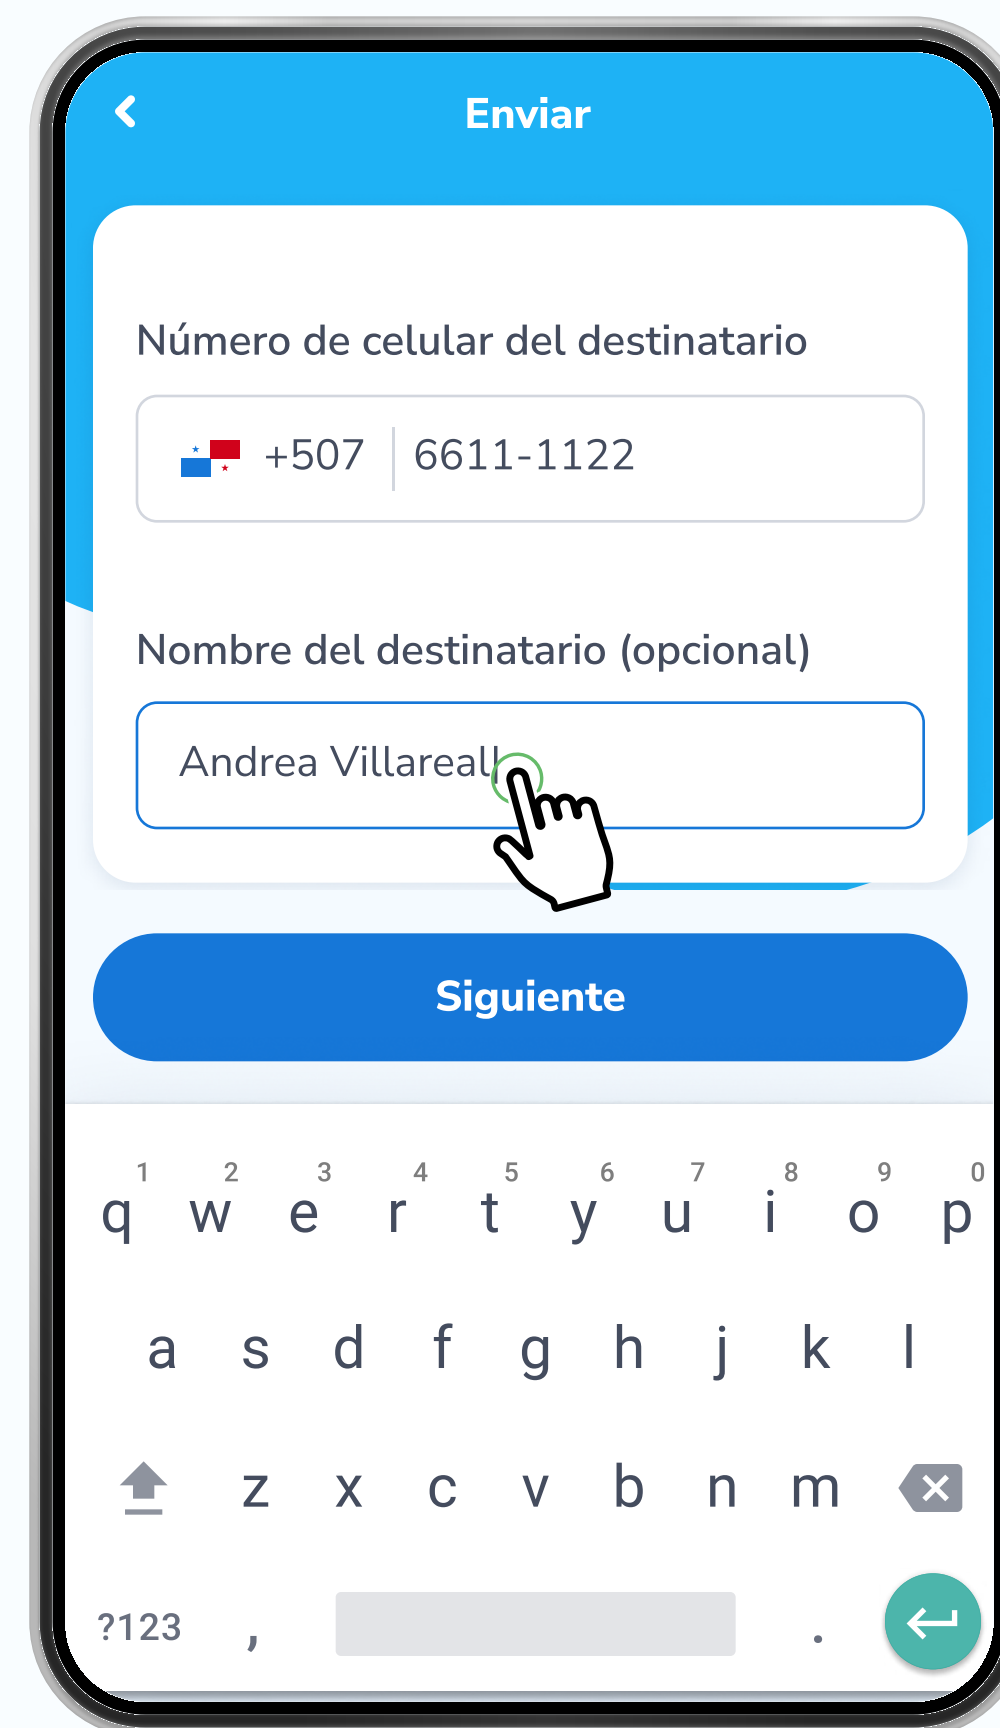 Enviar
Número de celular del destinatario
+507 6611-1122
Nombre del destinatario (opcional)
Andrea Villareal
Siguiente
1 2 3 4 5 6 7 8 9 0
q w e r t y u i o p
a s d f g h j k l
z x c v b n m
?123 , .